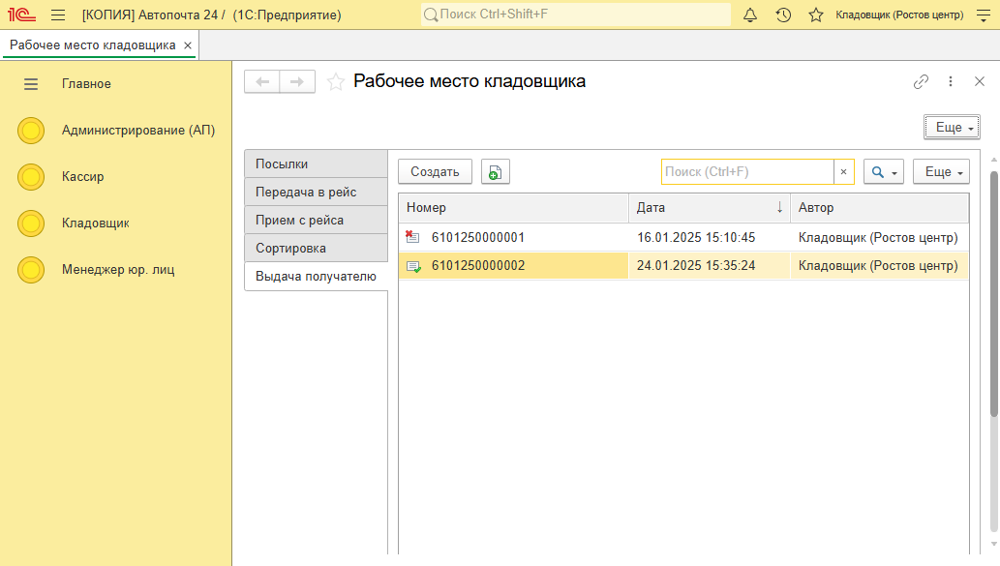 1С [КОПИЯ] Автопочта 24 / (1С:Предприятие) Поиск Ctrl+Shift+F Кладовщик (Ростов центр)
Рабочее место кладовщика ×
Главное
Администрирование (АП)
Кассир
Кладовщик
Менеджер юр. лиц
Рабочее место кладовщика
Еще
Посылки
Передача в рейс
Прием с рейса
Сортировка
Выдача получателю
Создать Поиск (Ctrl+F) × Еще
Номер Дата ↓ Автор
6101250000001 16.01.2025 15:10:45 Кладовщик (Ростов центр)
6101250000002 24.01.2025 15:35:24 Кладовщик (Ростов центр)